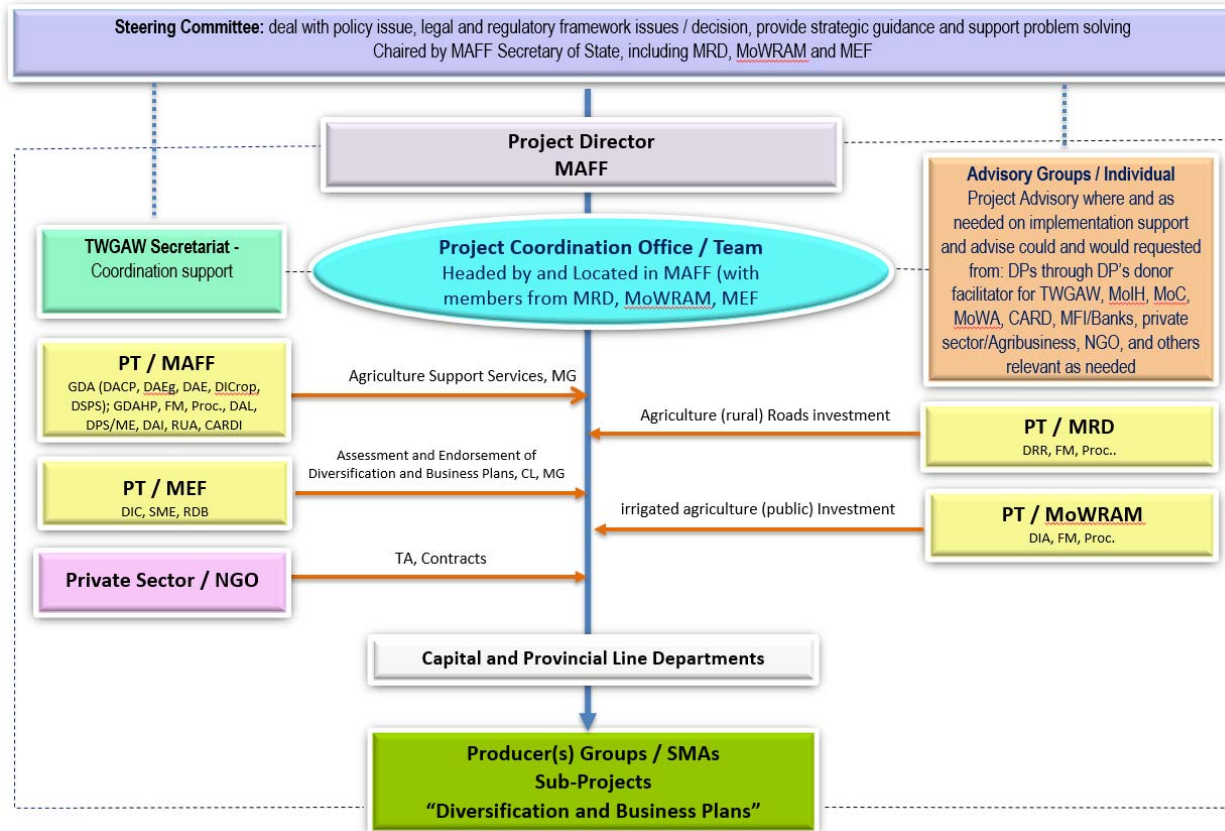 Steering Committee: deal with policy issue, legal and regulatory framework issues / decision, provide strategic guidance and support problem solving
Chaired by MAFF Secretary of State, including MRD, MoWRAM and MEF
Project Director
MAFF
Advisory Groups / Individual
Project Advisory where and as
needed on implementation support
and advise could and would requested
from: DPs through DP's donor
facilitator for TWGAW, MoIH, MoC,
MoWA, CARD, MFI/Banks, private
sector/Agribusiness, NGO, and others
relevant as needed
TWGAW Secretariat -
Coordination support
Project Coordination Office / Team
Headed by and Located in MAFF (with
members from MRD, MoWRAM, MEF
PT / MAFF
GDA (DACP, DAEg, DAE, DICrop,
DSPS); GDAHP, FM, Proc., DAL,
DPS/ME, DAI, RUA, CARDI
Agriculture Support Services, MG
Agriculture (rural) Roads investment
PT / MRD
DRR, FM, Proc..
PT / MEF
DIC, SME, RDB
Assessment and Endorsement of
Diversification and Business Plans, CL, MG
irrigated agriculture (public) Investment
PT / MoWRAM
DIA, FM, Proc.
Private Sector / NGO
TA, Contracts
Capital and Provincial Line Departments
Producer(s) Groups / SMAs
Sub-Projects
“Diversification and Business Plans”